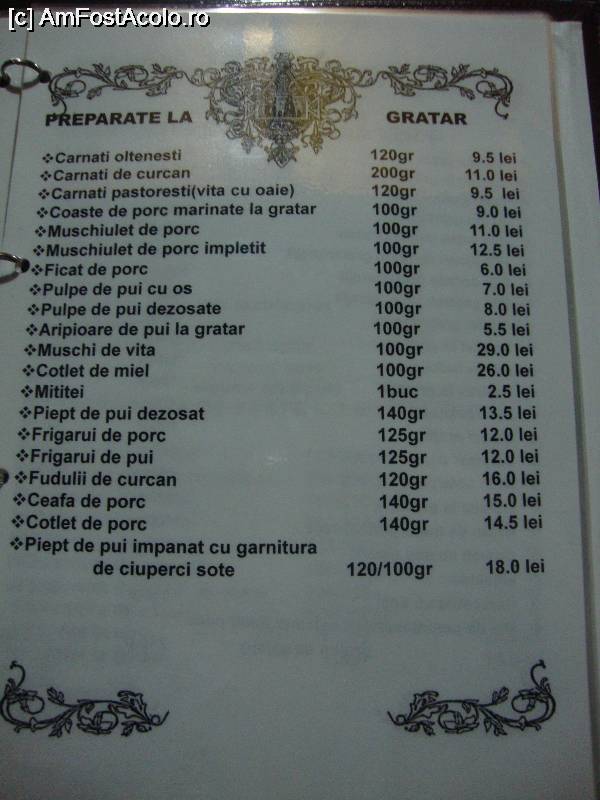 [c] AmFostAcolo.ro
PREPARATE LA GRATAR
❖Carnati oltenesti 120gr 9.5 lei
❖Carnati de curcan 200gr 11.0 lei
❖Carnati pastoresti(vita cu oaie) 120gr 9.5 lei
❖Coaste de porc marinate la gratar 100gr 9.0 lei
❖Muschiulet de porc 100gr 11.0 lei
❖Muschiulet de porc impletit 100gr 12.5 lei
❖Ficat de porc 100gr 6.0 lei
❖Pulpe de pui cu os 100gr 7.0 lei
❖Pulpe de pui dezosate 100gr 8.0 lei
❖Aripioare de pui la gratar 100gr 5.5 lei
❖Muschi de vita 100gr 29.0 lei
❖Cotlet de miel 100gr 26.0 lei
❖Mititei 1buc 2.5 lei
❖Piept de pui dezosat 140gr 13.5 lei
❖Frigarui de porc 125gr 12.0 lei
❖Frigarui de pui 125gr 12.0 lei
❖Fudulii de curcan 120gr 16.0 lei
❖Ceafa de porc 140gr 15.0 lei
❖Cotlet de porc 140gr 14.5 lei
❖Piept de pui impanat cu garnitura
de ciuperci sote 120/100gr 18.0 lei